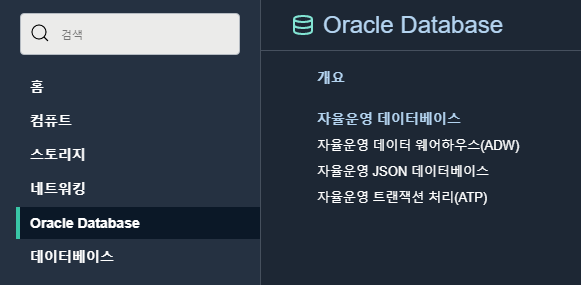 검색
홈
컴퓨트
스토리지
네트워킹
Oracle Database
데이터베이스
Oracle Database
개요
자율운영 데이터베이스
자율운영 데이터 웨어하우스(ADW)
자율운영 JSON 데이터베이스
자율운영 트랜잭션 처리(ATP)